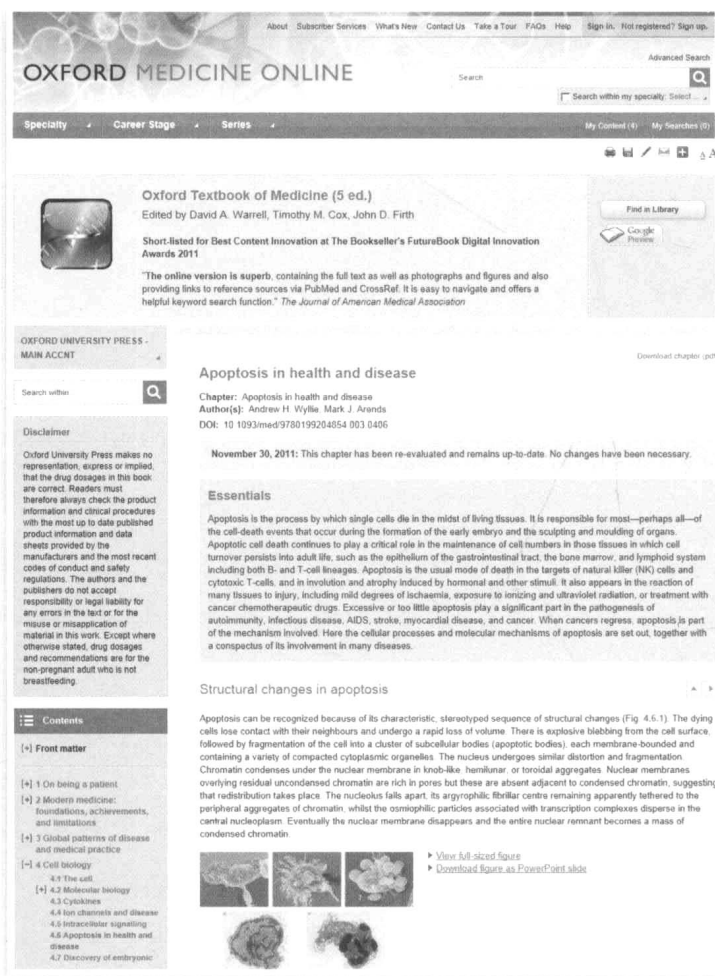 About Subscriber Services What's New Contact Us Take a Tour FAQs Help Sign in. Not registered? Sign up.
OXFORD MEDICINE ONLINE
Advanced Search
Search
Search within my specialty: Select ...
Specialty Career Stage Series My Content (4) My Searches (0)
A A
Oxford Textbook of Medicine (5 ed.)
Edited by David A. Warrell, Timothy M. Cox, John D. Firth
Short-listed for Best Content Innovation at The Bookseller's FutureBook Digital Innovation
Awards 2011
"The online version is superb, containing the full text as well as photographs and figures and also
providing links to reference sources via PubMed and CrossRef. It is easy to navigate and offers a
helpful keyword search function." The Journal of American Medical Association
Find in Library
Google
Preview
OXFORD UNIVERSITY PRESS -
MAIN ACCNT
Search within
Disclaimer
Oxford University Press makes no
representation, express or implied,
that the drug dosages in this book
are correct. Readers must
therefore always check the product
information and clinical procedures
with the most up to date published
product information and data
sheets provided by the
manufacturers and the most recent
codes of conduct and safety
regulations. The authors and the
publishers do not accept
responsibility or legal liability for
any errors in the text or for the
misuse or misapplication of
material in this work. Except where
otherwise stated, drug dosages
and recommendations are for the
non-pregnant adult who is not
breastfeeding.
Contents
[+] Front matter
[+] 1 On being a patient
[+] 2 Modern medicine:
foundations, achievements,
and limitations
[+] 3 Global patterns of disease
and medical practice
[−] 4 Cell biology
4.1 The cell
[+] 4.2 Molecular biology
4.3 Cytokines
4.4 Ion channels and disease
4.5 Intracellular signalling
4.6 Apoptosis in health and
disease
4.7 Discovery of embryonic
Download chapter (pdf
Apoptosis in health and disease
Chapter: Apoptosis in health and disease
Author(s): Andrew H. Wyllie, Mark J. Arends
DOI: 10 1093/med/9780199204854 003 0406
November 30, 2011: This chapter has been re-evaluated and remains up-to-date. No changes have been necessary.
Essentials
Apoptosis is the process by which single cells die in the midst of living tissues. It is responsible for most—perhaps all—of
the cell-death events that occur during the formation of the early embryo and the sculpting and moulding of organs.
Apoptotic cell death continues to play a critical role in the maintenance of cell numbers in those tissues in which cell
turnover persists into adult life, such as the epithelium of the gastrointestinal tract, the bone marrow, and lymphoid system
including both B- and T-cell lineages. Apoptosis is the usual mode of death in the targets of natural killer (NK) cells and
cytotoxic T-cells, and in involution and atrophy induced by hormonal and other stimuli. It also appears in the reaction of
many tissues to injury, including mild degrees of ischaemia, exposure to ionizing and ultraviolet radiation, or treatment with
cancer chemotherapeutic drugs. Excessive or too little apoptosis play a significant part in the pathogenesis of
autoimmunity, infectious disease, AIDS, stroke, myocardial disease, and cancer. When cancers regress, apoptosis is part
of the mechanism involved. Here the cellular processes and molecular mechanisms of apoptosis are set out, together with
a conspectus of its involvement in many diseases.
Structural changes in apoptosis
Apoptosis can be recognized because of its characteristic, stereotyped sequence of structural changes (Fig. 4.6.1). The dying
cells lose contact with their neighbours and undergo a rapid loss of volume. There is explosive blebbing from the cell surface,
followed by fragmentation of the cell into a cluster of subcellular bodies (apoptotic bodies), each membrane-bounded and
containing a variety of compacted cytoplasmic organelles. The nucleus undergoes similar distortion and fragmentation.
Chromatin condenses under the nuclear membrane in knob-like, hemilunar, or toroidal aggregates. Nuclear membranes
overlying residual uncondensed chromatin are rich in pores but these are absent adjacent to condensed chromatin, suggesting
that redistribution takes place. The nucleolus falls apart, its argyrophilic fibrillar centre remaining apparently tethered to the
peripheral aggregates of chromatin, whilst the osmiophilic particles associated with transcription complexes disperse in the
central nucleoplasm. Eventually the nuclear membrane disappears and the entire nuclear remnant becomes a mass of
condensed chromatin.
View full-sized figure
Download figure as PowerPoint slide